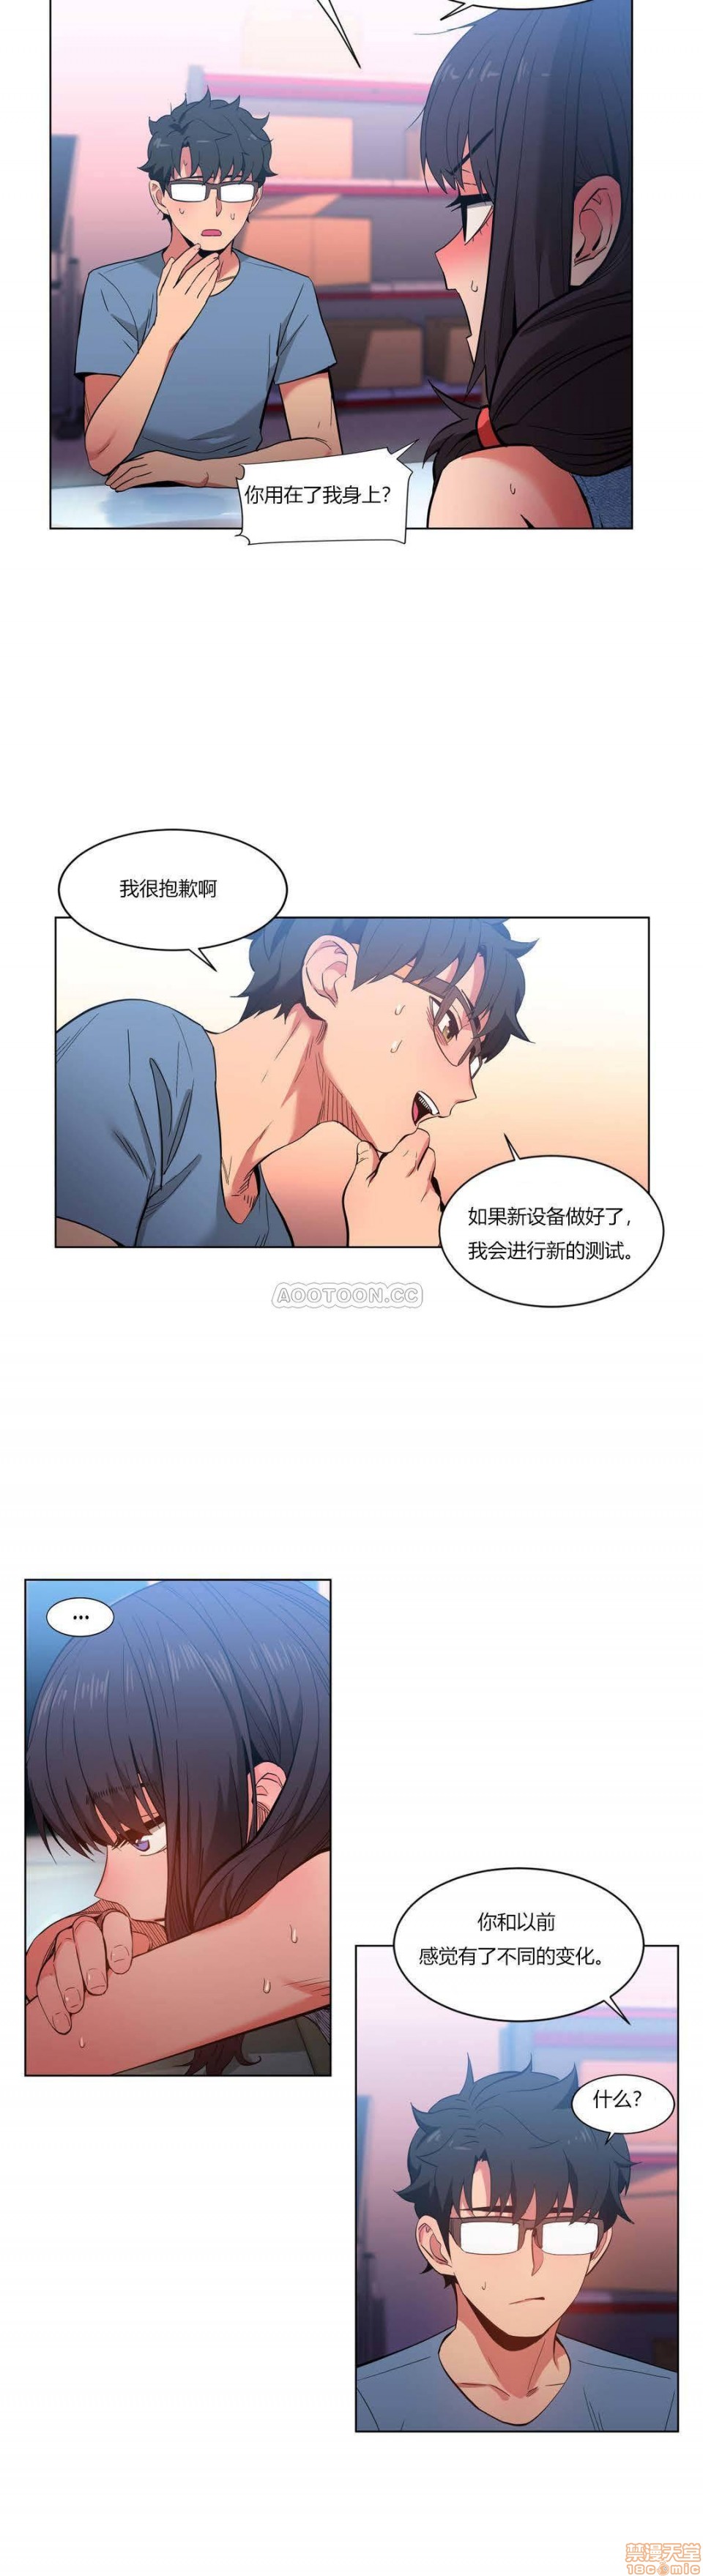 你用在了我身上?
我很抱歉啊
如果新设备做好了,
我会进行新的测试。
AOOTOON.CC
...
你和以前
感觉有了不同的变化。
什么?
禁漫天堂
18comic